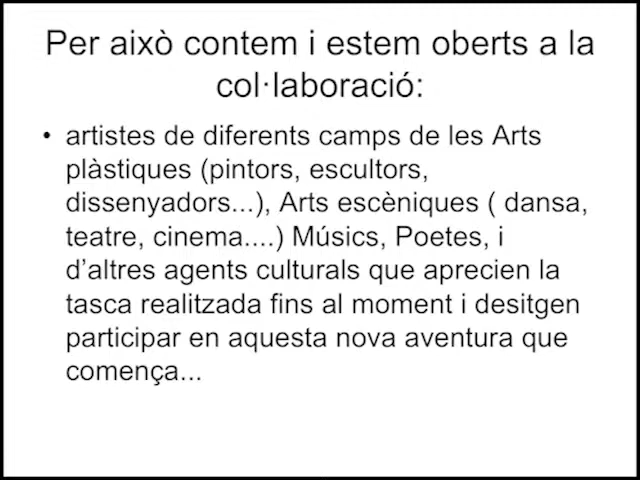 Per això contem i estem oberts a la
col·laboració:
• artistes de diferents camps de les Arts
plàstiques (pintors, escultors,
dissenyadors...), Arts escèniques ( dansa,
teatre, cinema....) Músics, Poetes, i
d’altres agents culturals que aprecien la
tasca realitzada fins al moment i desitgen
participar en aquesta nova aventura que
comença...